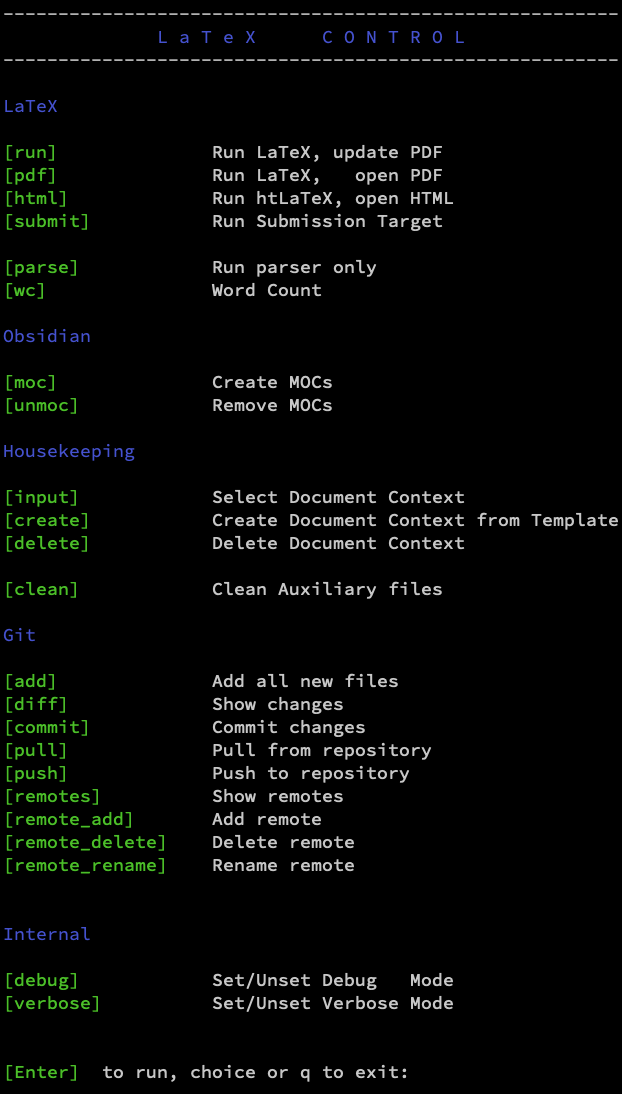 --------------------------------------------------------
L a T e X      C O N T R O L
--------------------------------------------------------
LaTeX
[run]              Run LaTeX, update PDF
[pdf]              Run LaTeX,   open PDF
[html]             Run htLaTeX, open HTML
[submit]           Run Submission Target
[parse]            Run parser only
[wc]               Word Count
Obsidian
[moc]              Create MOCs
[unmoc]            Remove MOCs
Housekeeping
[input]            Select Document Context
[create]           Create Document Context from Template
[delete]           Delete Document Context
[clean]            Clean Auxiliary files
Git
[add]              Add all new files
[diff]             Show changes
[commit]           Commit changes
[pull]             Pull from repository
[push]             Push to repository
[remotes]          Show remotes
[remote_add]       Add remote
[remote_delete]    Delete remote
[remote_rename]    Rename remote
Internal
[debug]            Set/Unset Debug   Mode
[verbose]          Set/Unset Verbose Mode
[Enter]  to run, choice or q to exit: